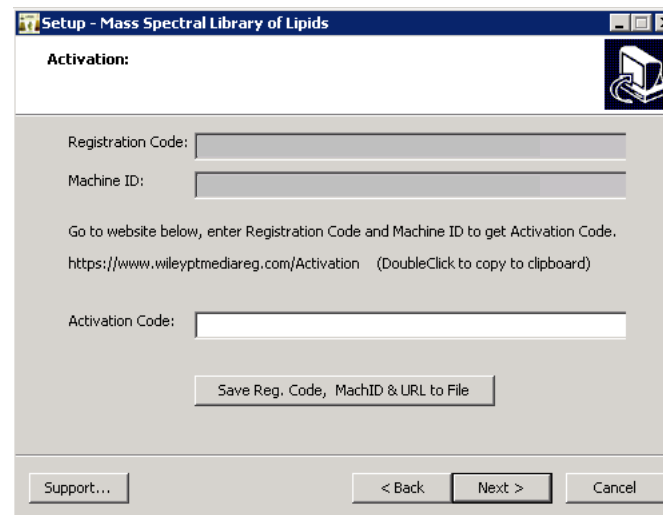 Setup - Mass Spectral Library of Lipids
Activation:
Registration Code:
Machine ID:
Go to website below, enter Registration Code and Machine ID to get Activation Code.
https://www.wileyptmediareg.com/Activation (DoubleClick to copy to clipboard)
Activation Code:
Save Reg. Code, MachID & URL to File
Support... < Back Next > Cancel